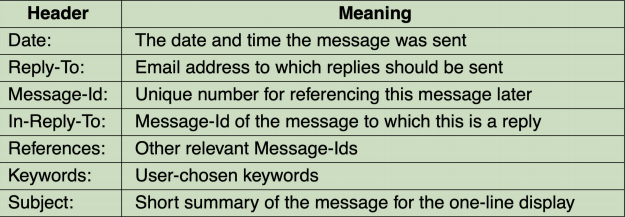 Header Meaning
Date: The date and time the message was sent
Reply-To: Email address to which replies should be sent
Message-Id: Unique number for referencing this message later
In-Reply-To: Message-Id of the message to which this is a reply
References: Other relevant Message-Ids
Keywords: User-chosen keywords
Subject: Short summary of the message for the one-line display